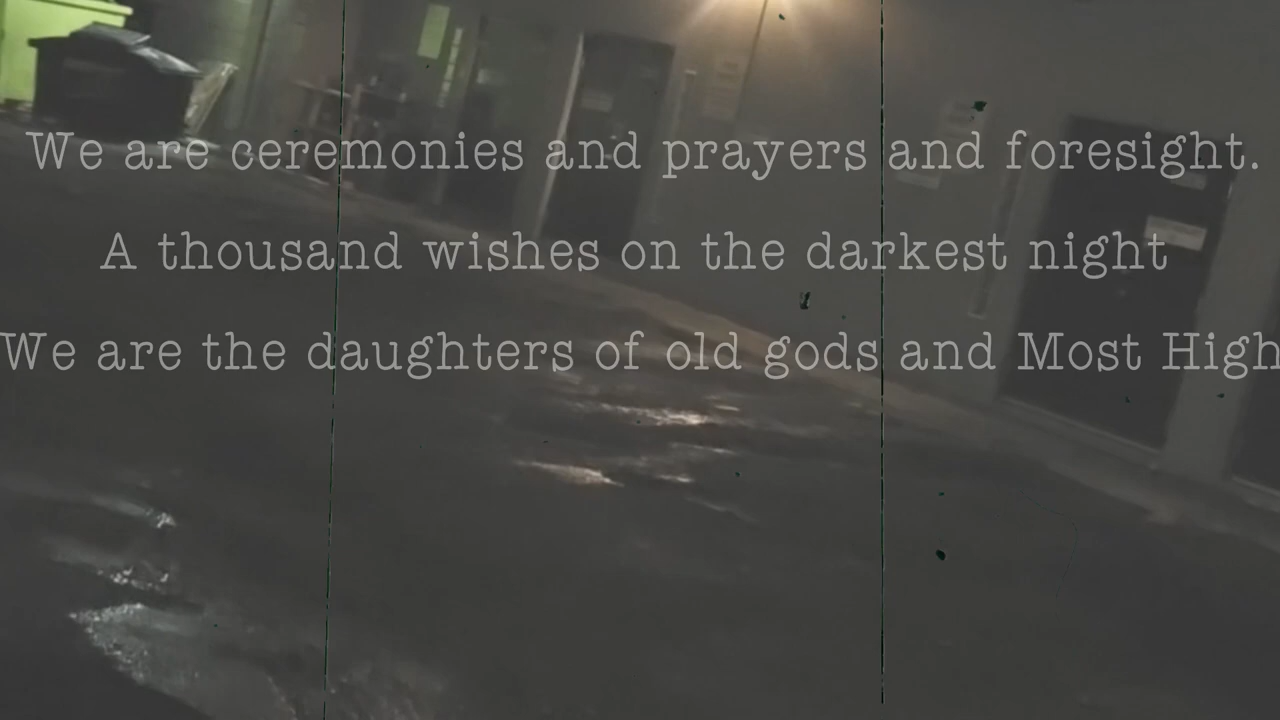 We are ceremonies and prayers and foresight.
A thousand wishes on the darkest night
We are the daughters of old gods and Most High